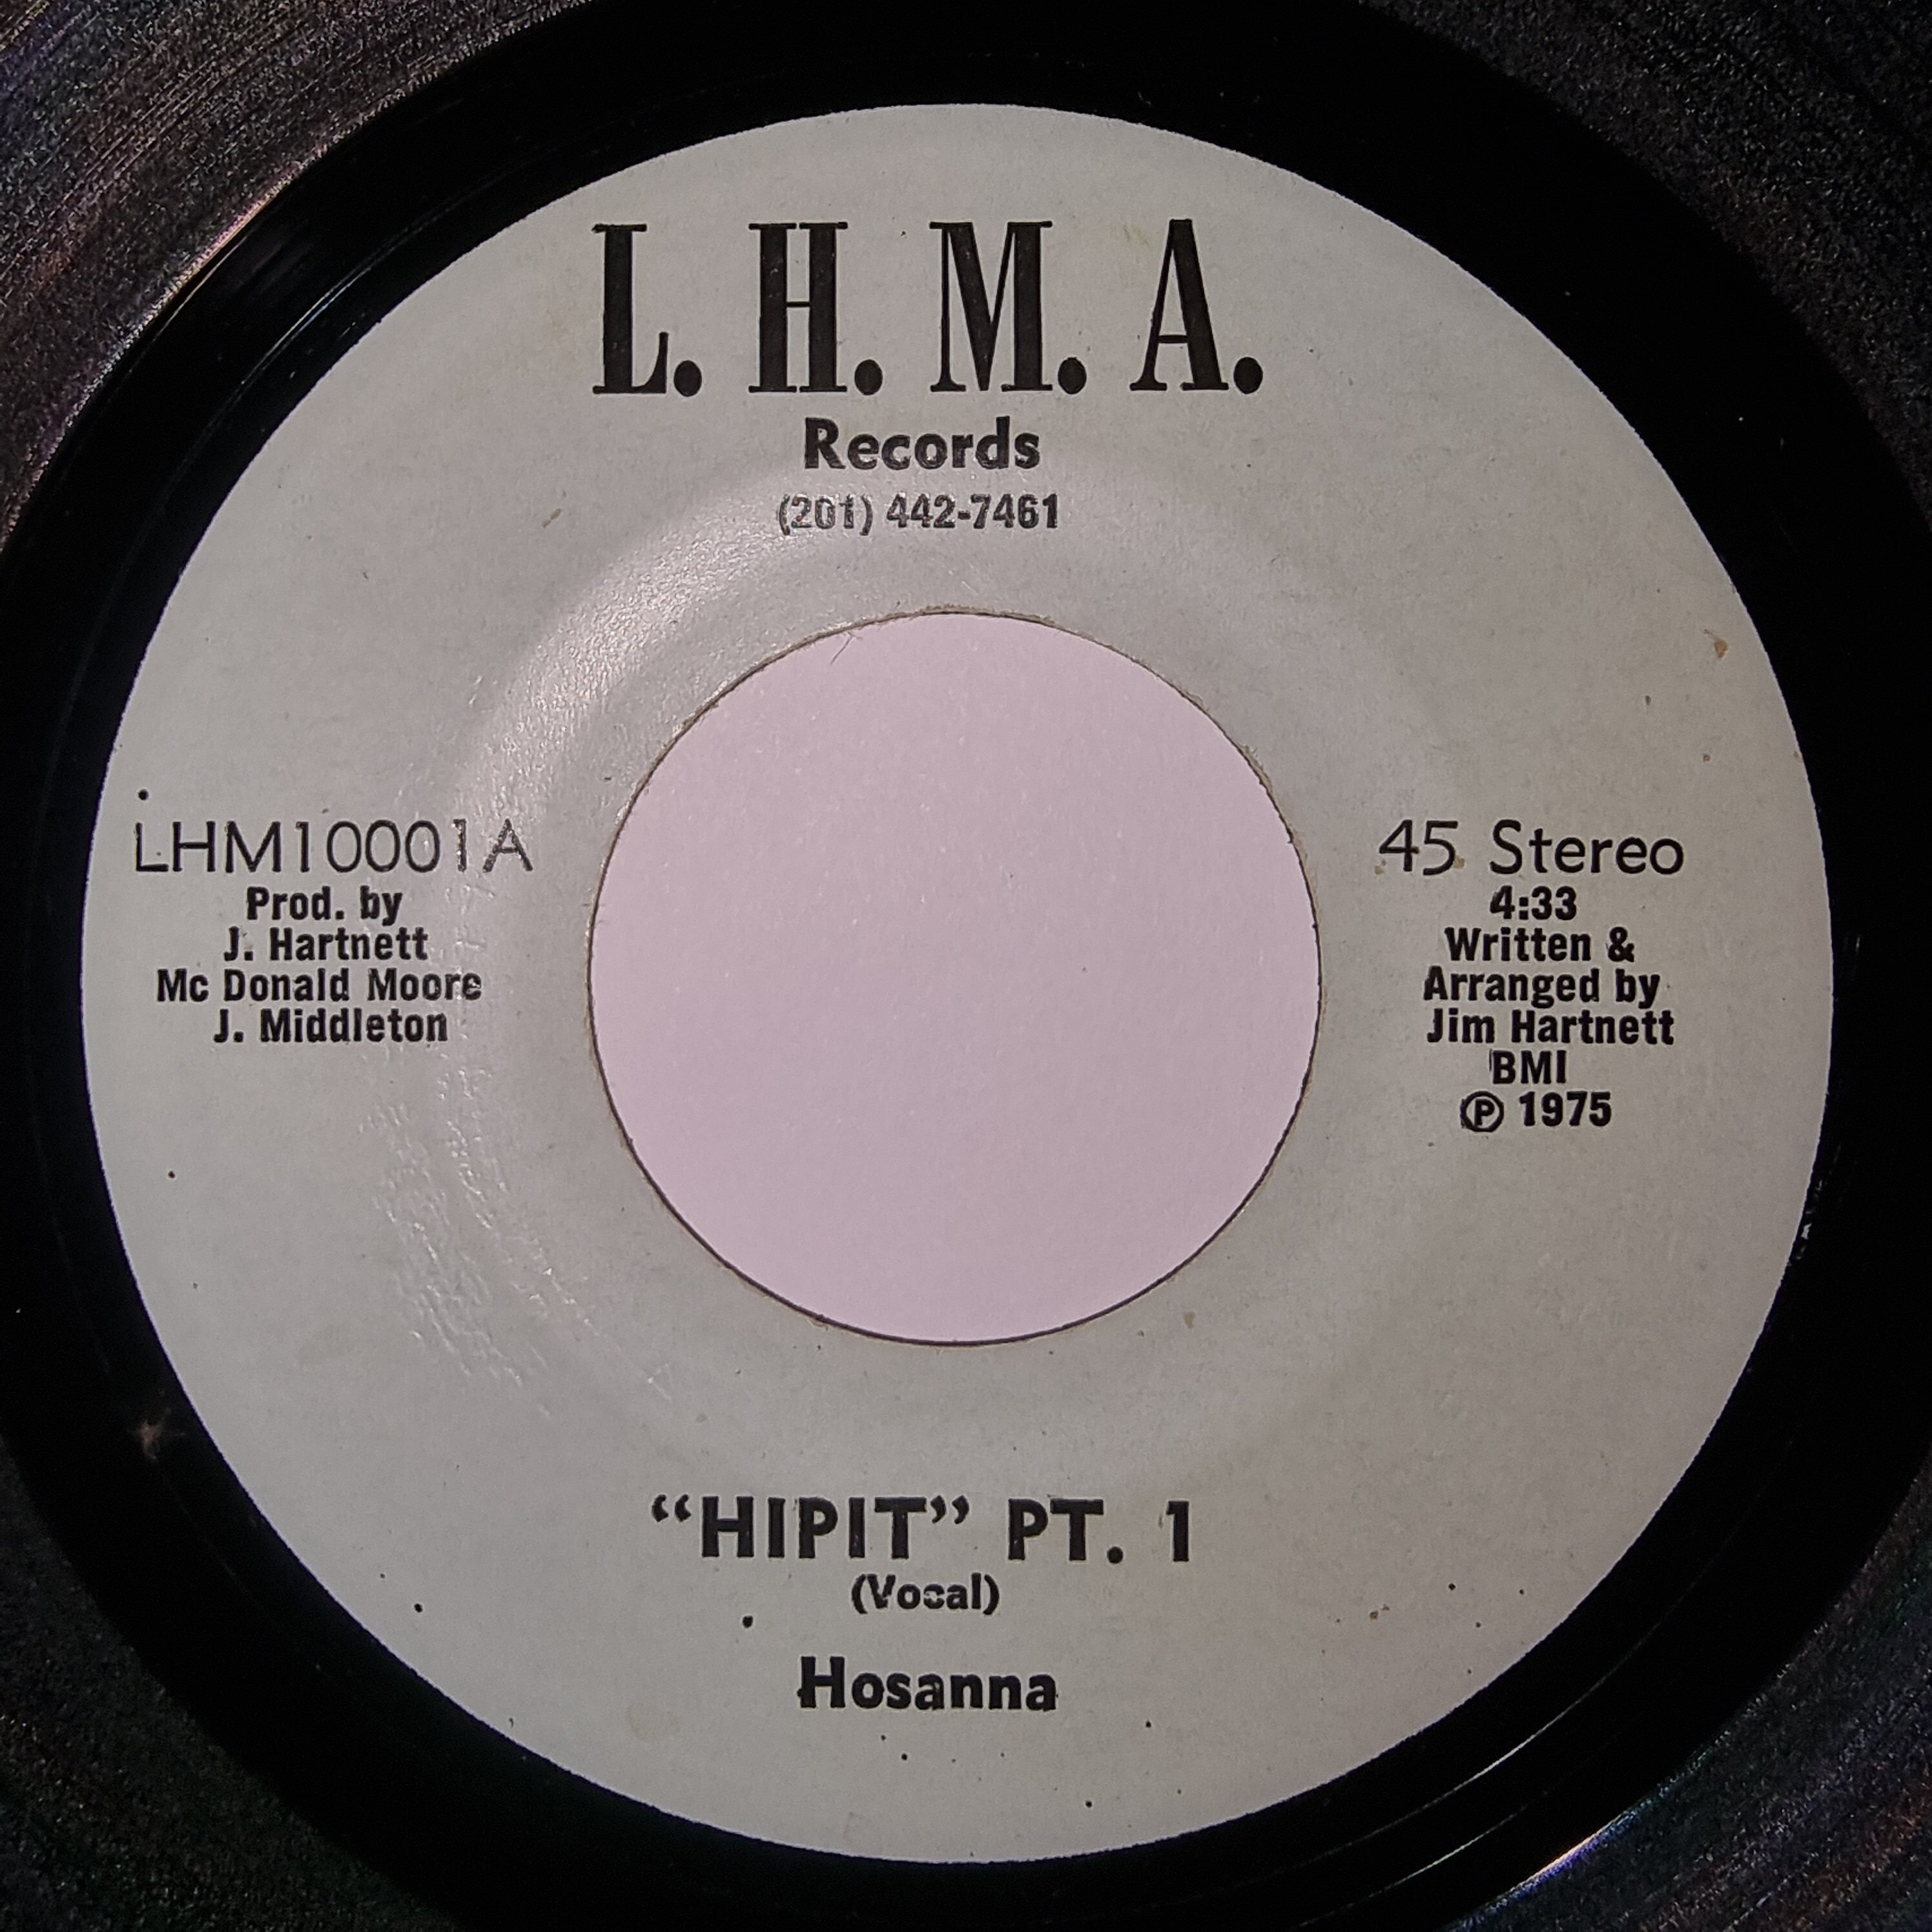 L. H. M. A.
Records
(201) 442-7461
LHM10001A
Prod. by
J. Hartnett
Mc Donald Moore
J. Middleton
45 Stereo
4:33
Written &
Arranged by
Jim Hartnett
BMI
℗ 1975
“HIPIT” PT. 1
(Vocal)
Hosanna